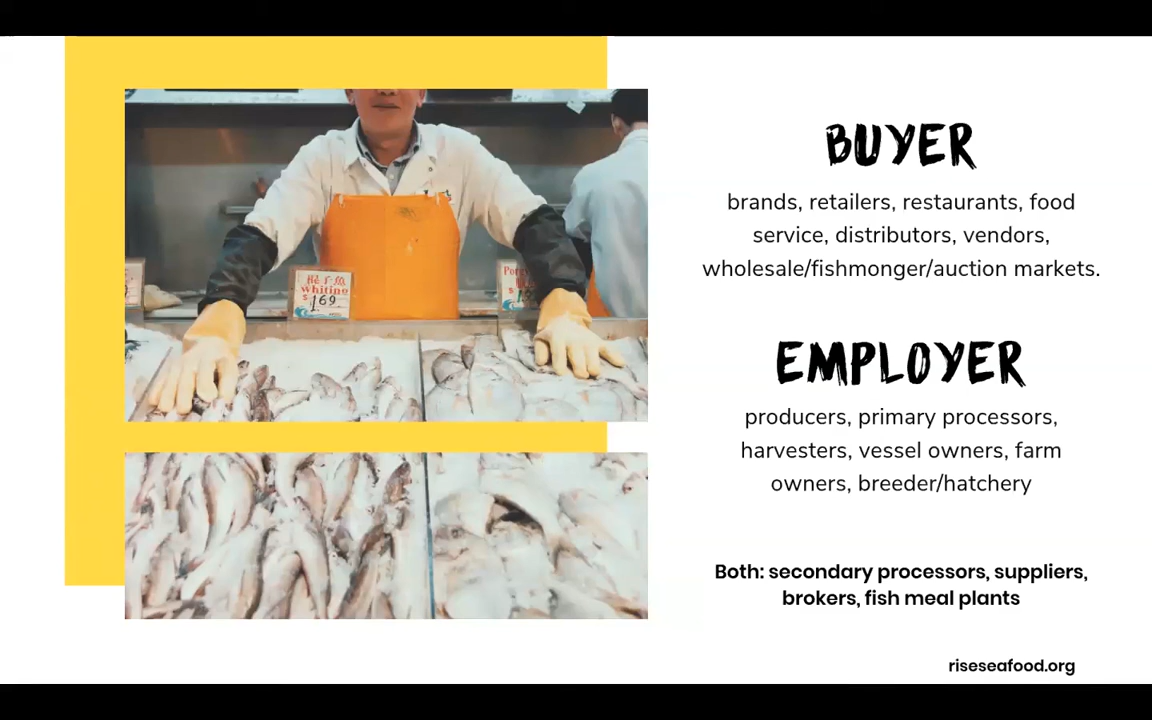 Whiting
$1.69
BUYER
brands, retailers, restaurants, food
service, distributors, vendors,
wholesale/fishmonger/auction markets.
EMPLOYER
producers, primary processors,
harvesters, vessel owners, farm
owners, breeder/hatchery
Both: secondary processors, suppliers,
brokers, fish meal plants
riseseafood.org